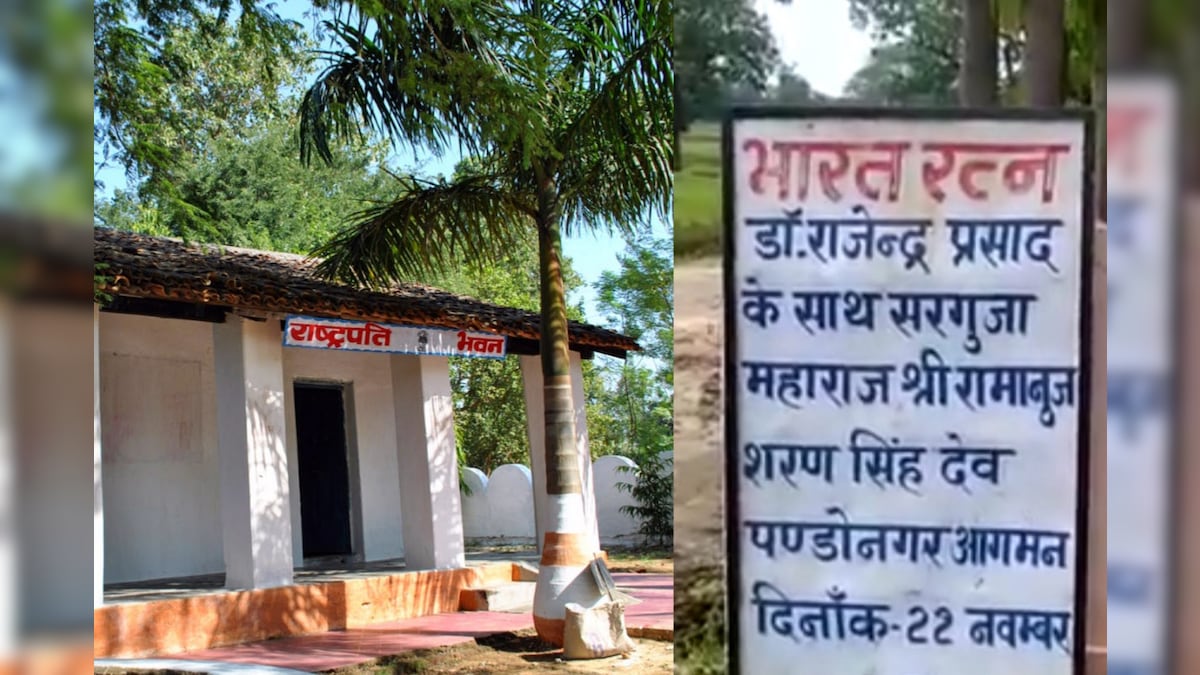 राष्ट्रपति भवन
भारत रत्न
डॉ. राजेन्द्र प्रसाद
के साथ सरगुजा
महाराज श्री रामानुज
शरण सिंह देव
पण्डोनगर आगमन
दिनाँक-22 नवम्बर